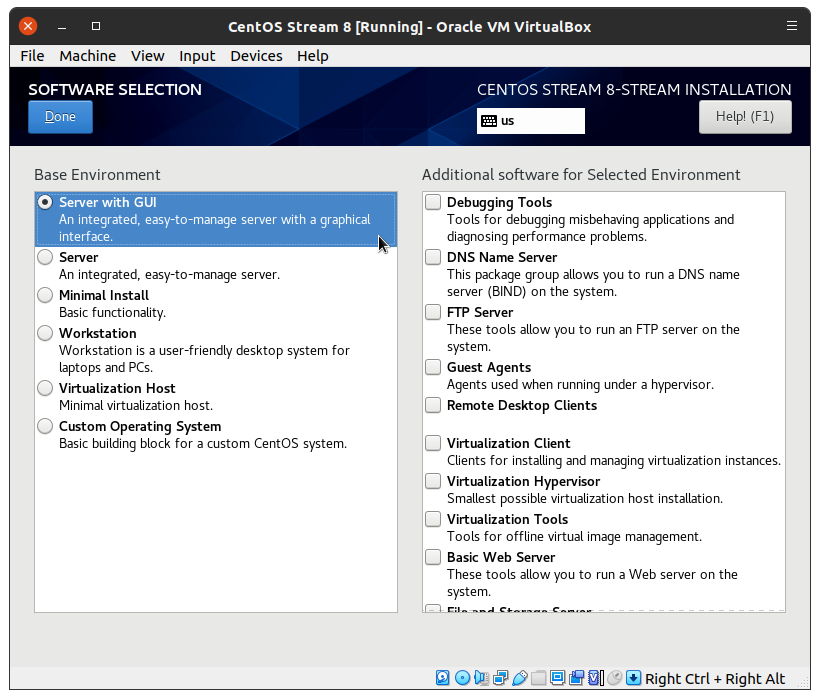 CentOS Stream 8 [Running] - Oracle VM VirtualBox
File Machine View Input Devices Help
SOFTWARE SELECTION
CENTOS STREAM 8-STREAM INSTALLATION
Done
us
Help! (F1)
Base Environment
Server with GUI
An integrated, easy-to-manage server with a graphical
interface.
Server
An integrated, easy-to-manage server.
Minimal Install
Basic functionality.
Workstation
Workstation is a user-friendly desktop system for
laptops and PCs.
Virtualization Host
Minimal virtualization host.
Custom Operating System
Basic building block for a custom CentOS system.
Additional software for Selected Environment
Debugging Tools
Tools for debugging misbehaving applications and
diagnosing performance problems.
DNS Name Server
This package group allows you to run a DNS name
server (BIND) on the system.
FTP Server
These tools allow you to run an FTP server on the
system.
Guest Agents
Agents used when running under a hypervisor.
Remote Desktop Clients
Virtualization Client
Clients for installing and managing virtualization instances.
Virtualization Hypervisor
Smallest possible virtualization host installation.
Virtualization Tools
Tools for offline virtual image management.
Basic Web Server
These tools allow you to run a Web server on the
system.
File and Storage Server
Right Ctrl + Right Alt